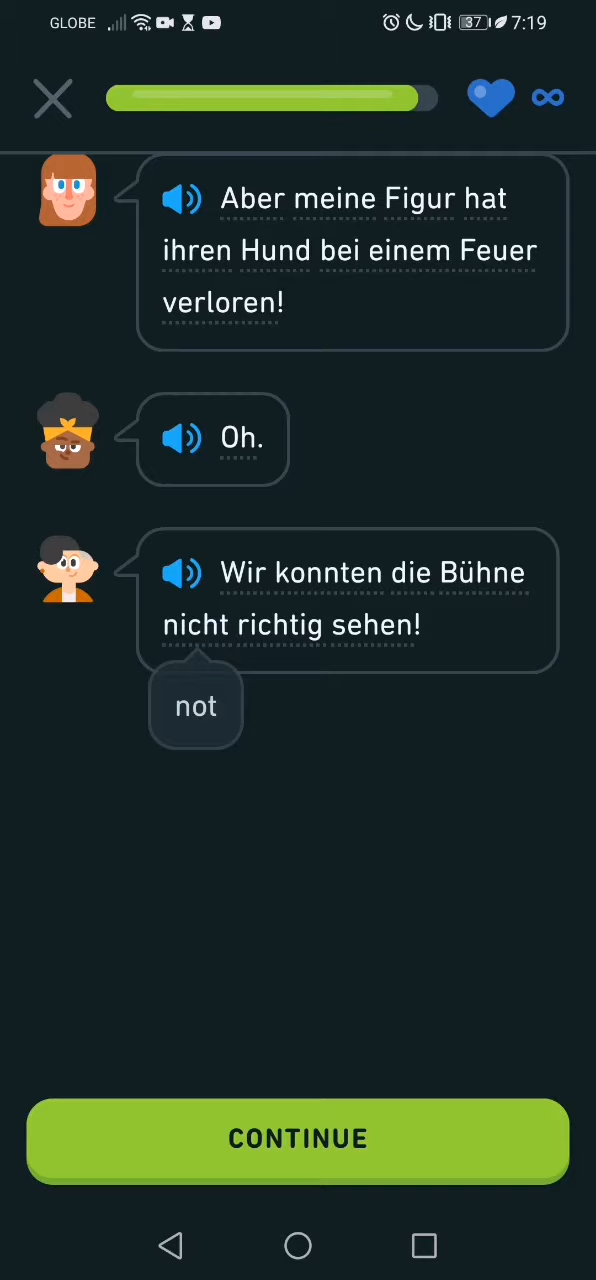 GLOBE 37 7:19
Aber meine Figur hat
ihren Hund bei einem Feuer
verloren!
Oh.
Wir konnten die Bühne
nicht richtig sehen!
not
CONTINUE